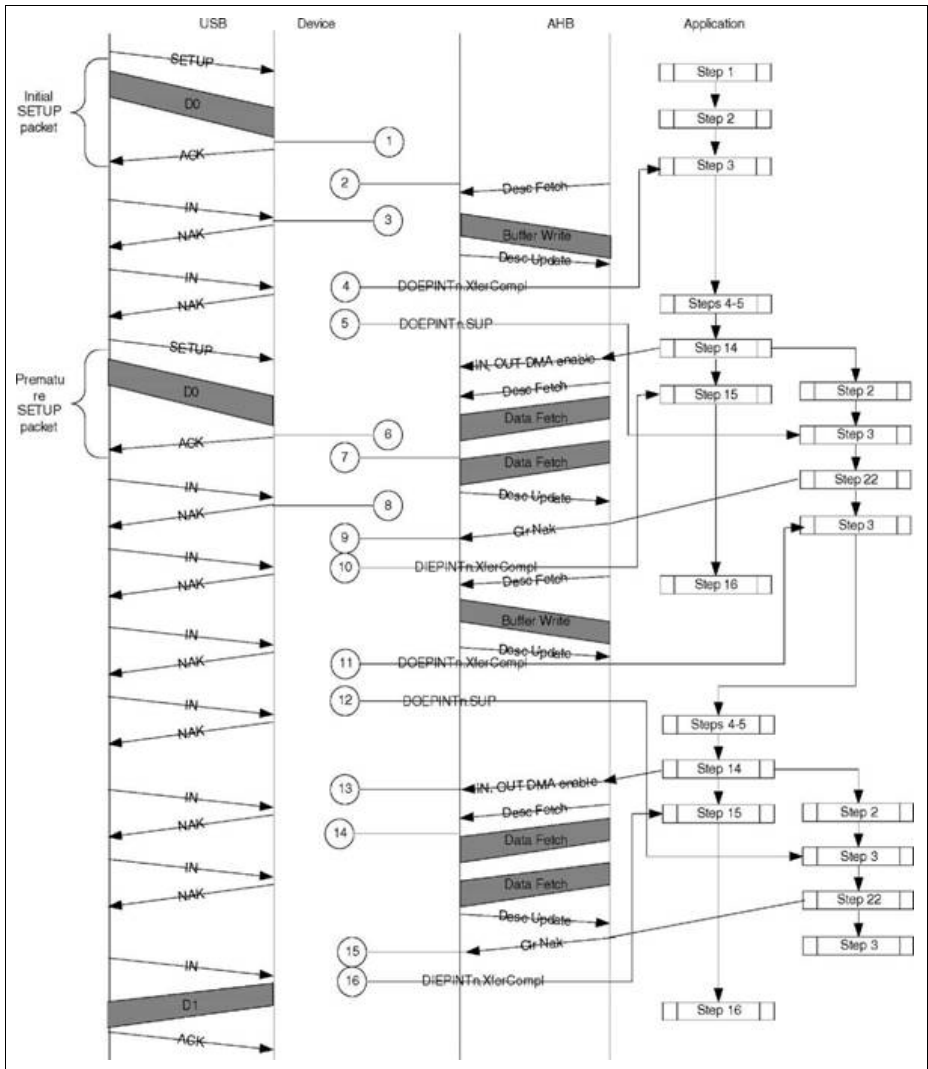 USB Device AHB Application
SETUP
Step 1
Initial
SETUP
packet
D0
Step 2
1
ACK
Step 3
2
Desc Fetch
IN
3
NAK
Buffer Write
Desc Update
IN
4
DOEPINTn.XferCompl
NAK
Steps 4-5
5
DOEPINTn.SUP
SETUP
Step 14
IN, OUT DMA enable
Prematu
re
SETUP
packet
D0
Desc Fetch
Step 15
Step 2
Data Fetch
6
ACK
Step 3
7
Data Fetch
IN
Step 22
Desc Update
8
NAK
Step 3
9
Clr Nak
IN
10
DIEPINTn.XferCompl
NAK
Desc Fetch
Step 16
Buffer Write
IN
Desc Update
11
DOEPINTn.XferCompl
NAK
12
DOEPINTn.SUP
IN
NAK
Steps 4-5
Step 14
13
IN, OUT DMA enable
IN
Desc Fetch
Step 15
Step 2
NAK
14
Data Fetch
Step 3
IN
Data Fetch
NAK
Step 22
Desc Update
15
Clr Nak
Step 3
IN
16
DIEPINTn.XferCompl
D1
Step 16
ACK